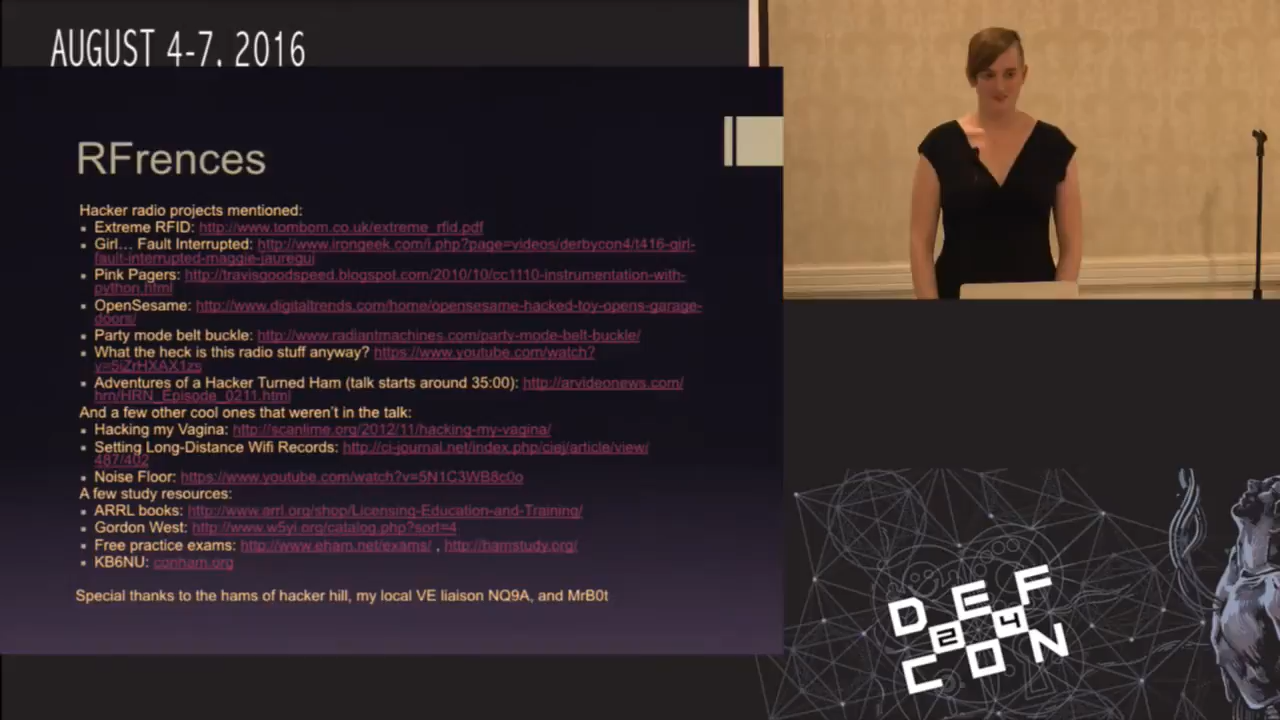 AUGUST 4-7, 2016
RFrences
Hacker radio projects mentioned:
Extreme RFID: http://www.tombom.co.uk/extreme_rfid.pdf
Girl... Fault Interrupted: http://www.irongeek.com/i.php?page=videos/derbycon4/t416-girl-
fault-interrupted-maggie-jauregui
Pink Pagers: http://travisgoodspeed.blogspot.com/2010/10/cc1110-instrumentation-with-
python.html
OpenSesame: http://www.digitaltrends.com/home/opensesame-hacked-toy-opens-garage-
doors/
Party mode belt buckle: http://www.radiantmachines.com/party-mode-belt-buckle/
What the heck is this radio stuff anyway? https://www.youtube.com/watch?
v=5iZrHXAX1zs
Adventures of a Hacker Turned Ham (talk starts around 35:00): http://arvideonews.com/
hrn/HRN_Episode_0211.html
And a few other cool ones that weren't in the talk:
Hacking my Vagina: http://scanlime.org/2012/11/hacking-my-vagina/
Setting Long-Distance Wifi Records: http://ci-journal.net/index.php/ciej/article/view/
487/402
Noise Floor: https://www.youtube.com/watch?v=5N1C3WB8c0o
A few study resources:
ARRL books: http://www.arrl.org/shop/Licensing-Education-and-Training/
Gordon West: http://www.w5yi.org/catalog.php?sort=4
Free practice exams: http://www.eham.net/exams/ , http://hamstudy.org/
KB6NU: conham.org
Special thanks to the hams of hacker hill, my local VE liaison NQ9A, and MrB0t
DEF
24
CON